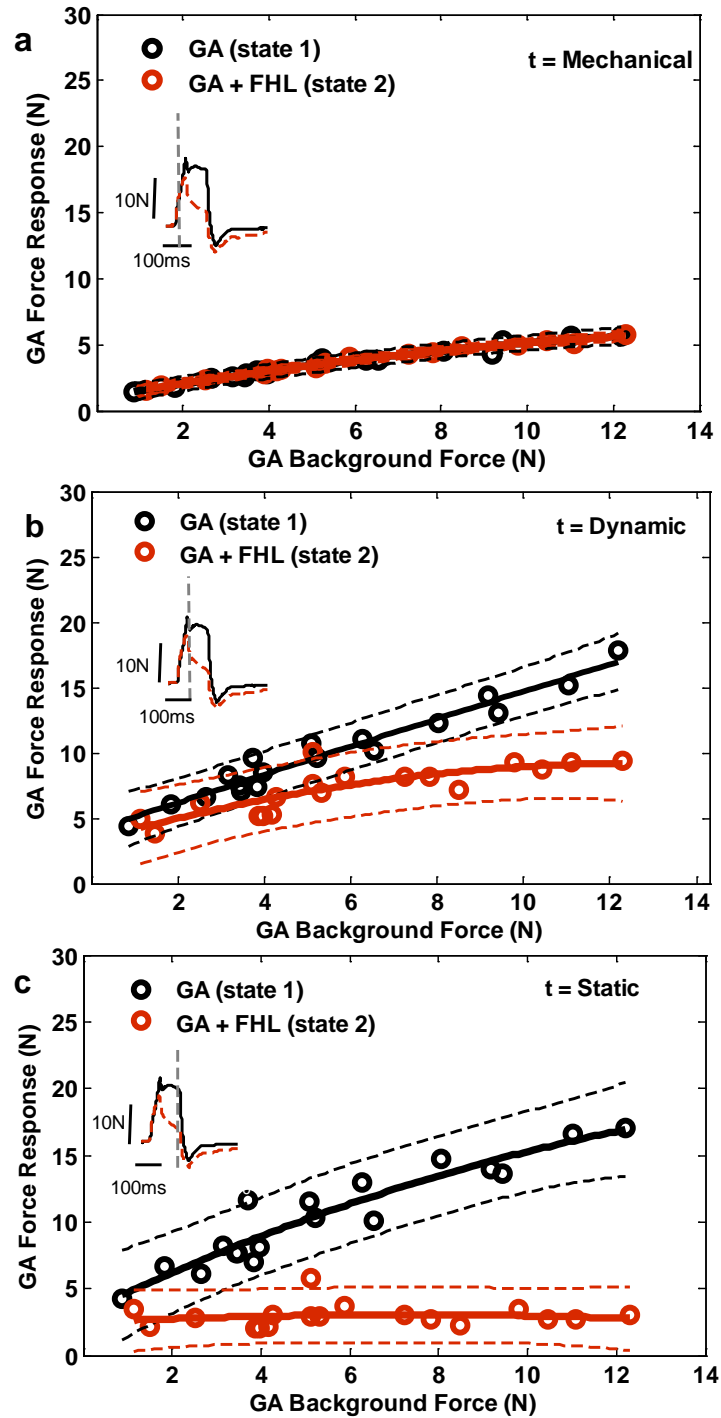 a
GA (state 1)
GA + FHL (state 2)
t = Mechanical
10N
100ms
GA Force Response (N)
30
25
20
15
10
5
0
2 4 6 8 10 12 14
GA Background Force (N)
b
GA (state 1)
GA + FHL (state 2)
t = Dynamic
10N
100ms
GA Force Response (N)
30
25
20
15
10
5
0
2 4 6 8 10 12 14
GA Background Force (N)
c
GA (state 1)
GA + FHL (state 2)
t = Static
10N
100ms
GA Force Response (N)
30
25
20
15
10
5
0
2 4 6 8 10 12 14
GA Background Force (N)